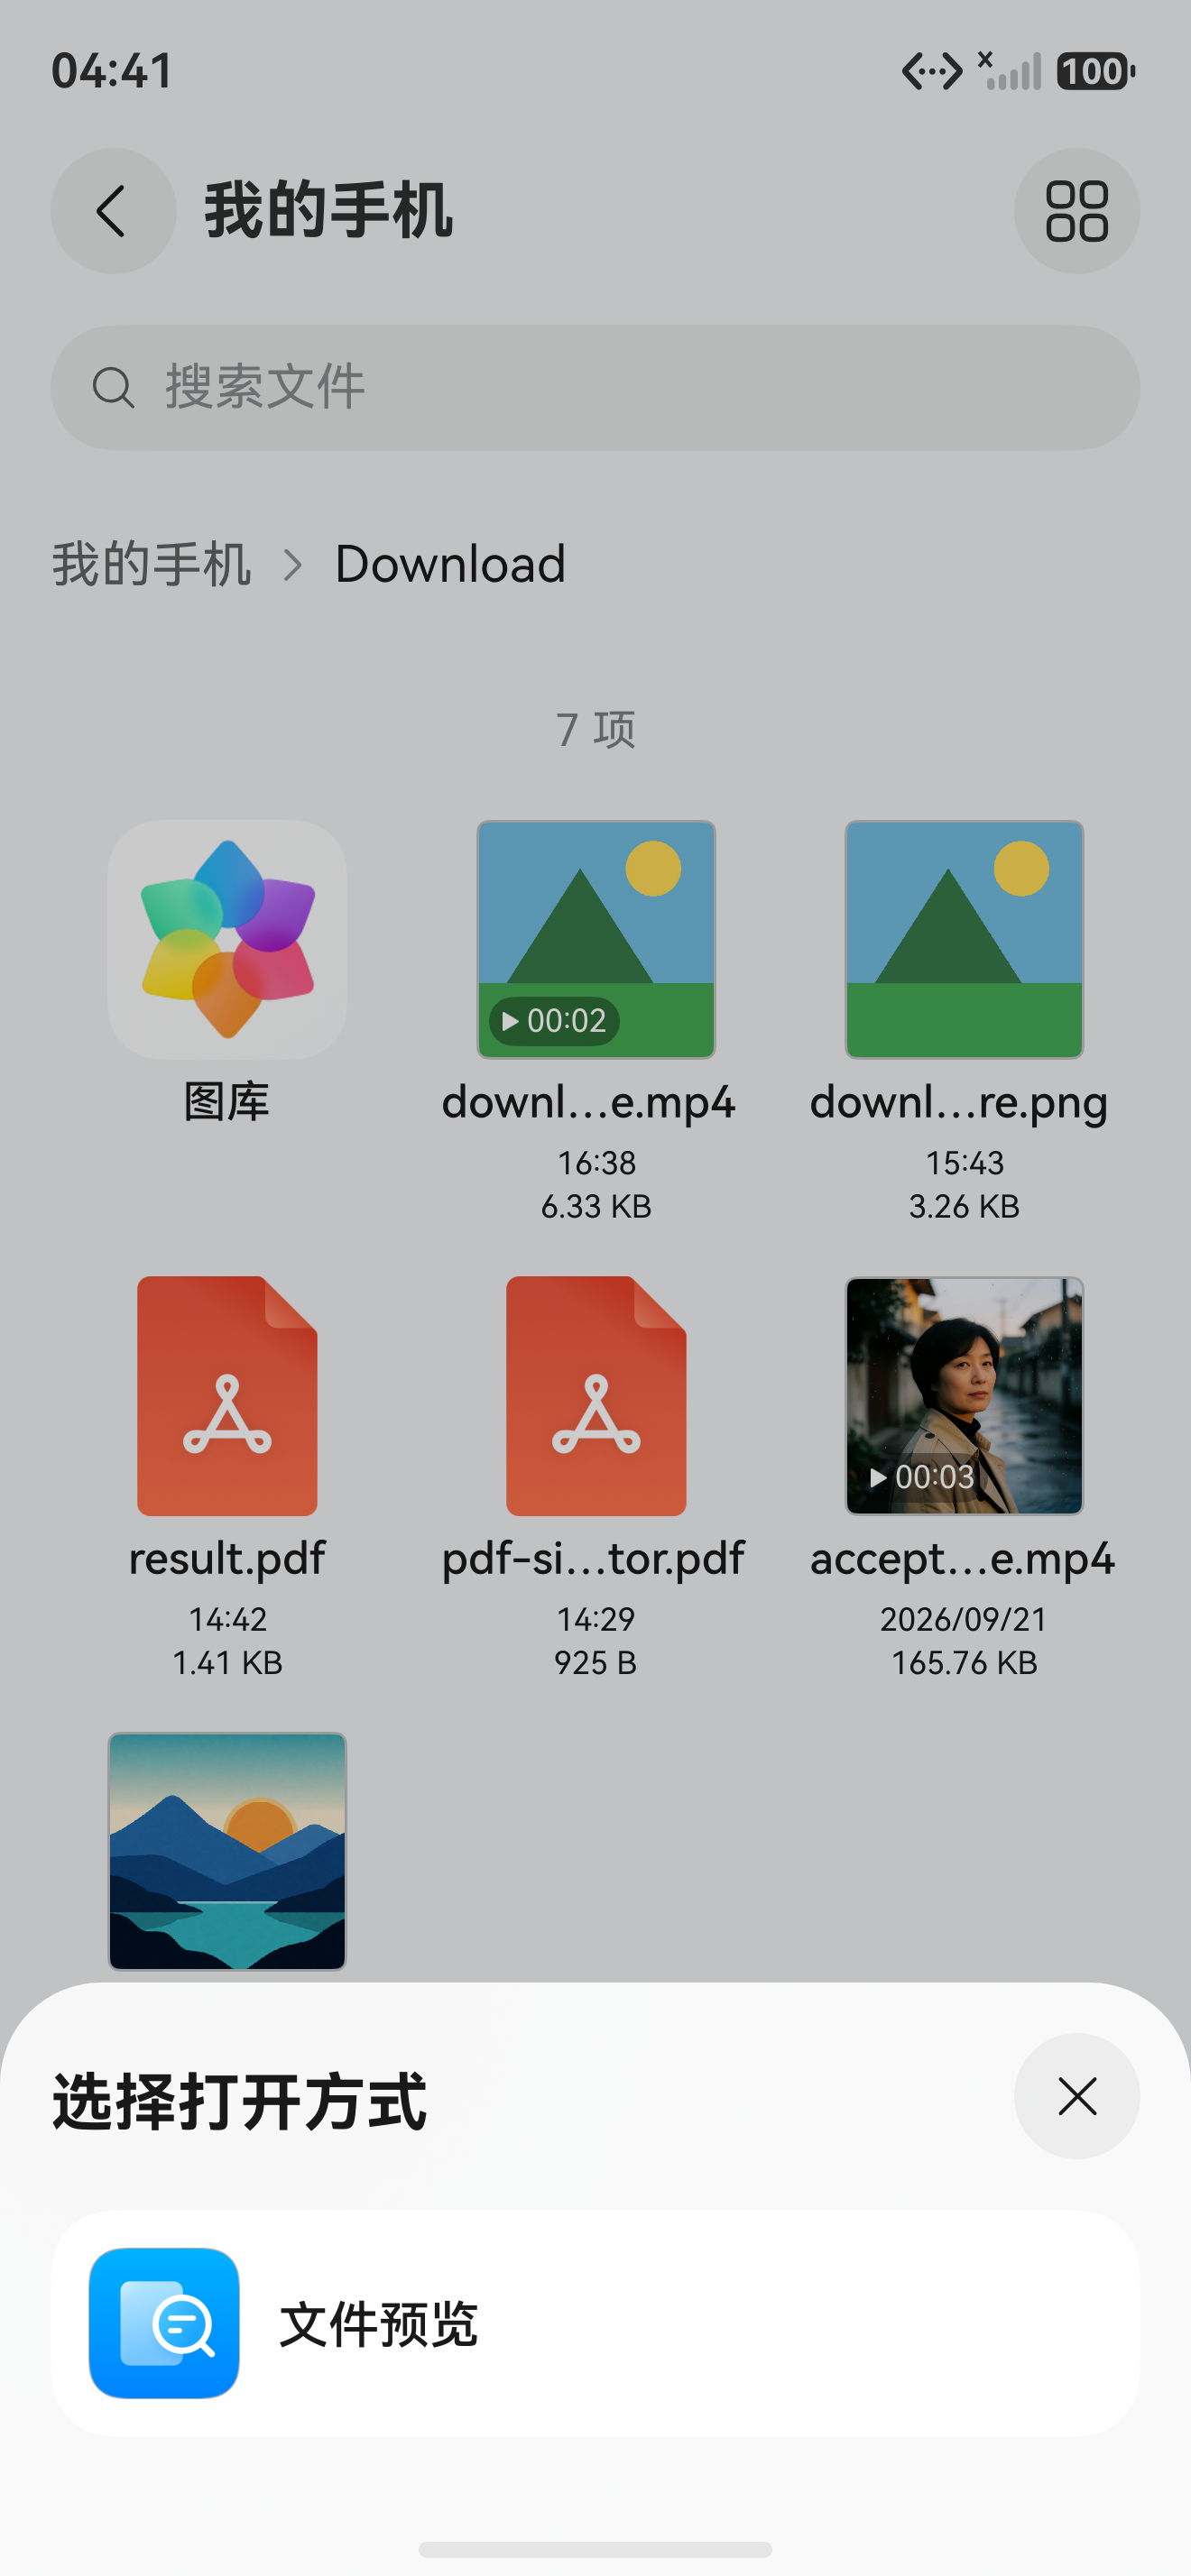 04:41
100
我的手机
搜索文件
我的手机 > Download
7 项
图库
00:02
downl...e.mp4
16:38
6.33 KB
downl...re.png
15:43
3.26 KB
result.pdf
14:42
1.41 KB
pdf-si...tor.pdf
14:29
925 B
00:03
accept...e.mp4
2026/09/21
165.76 KB
选择打开方式
文件预览